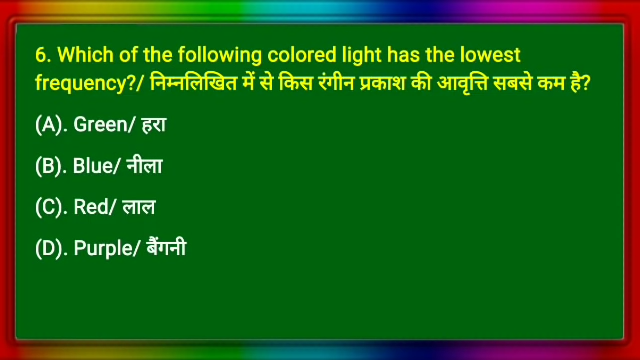 6. Which of the following colored light has the lowest
frequency?/ निम्नलिखित में से किस रंगीन प्रकाश की आवृत्ति सबसे कम है?
(A). Green/ हरा
(B). Blue/ नीला
(C). Red/ लाल
(D). Purple/ बैंगनी